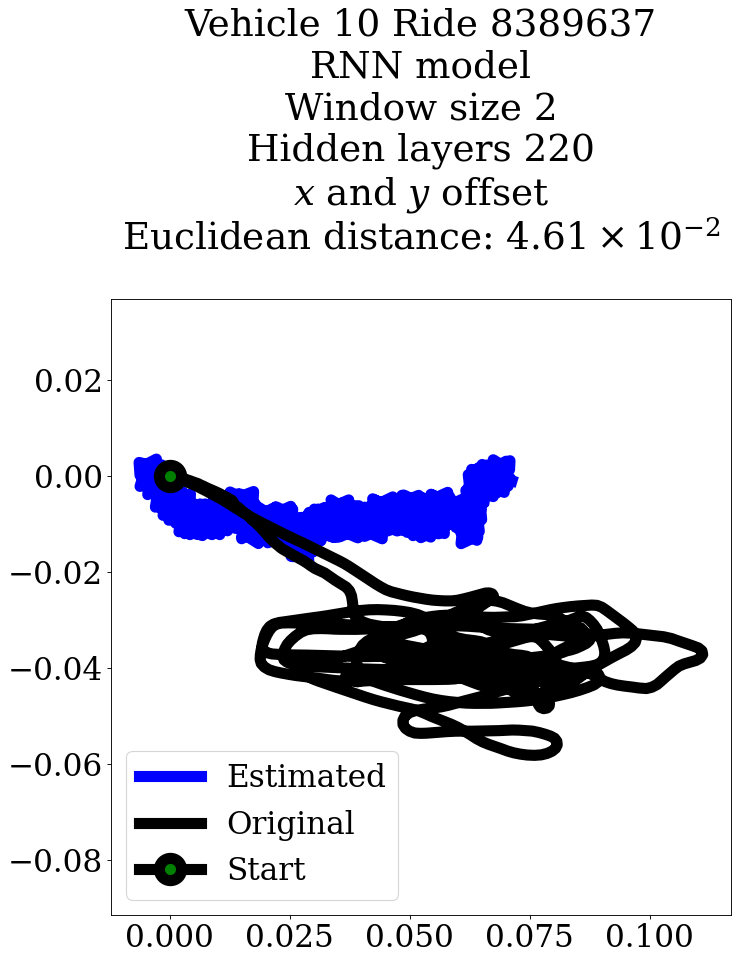 Vehicle 10 Ride 8389637
RNN model
Window size 2
Hidden layers 220
x and y offset
Euclidean distance: 4.61 × 10⁻²
0.02
0.00
−0.02
−0.04
−0.06
−0.08
Estimated
Original
Start
0.000 0.025 0.050 0.075 0.100